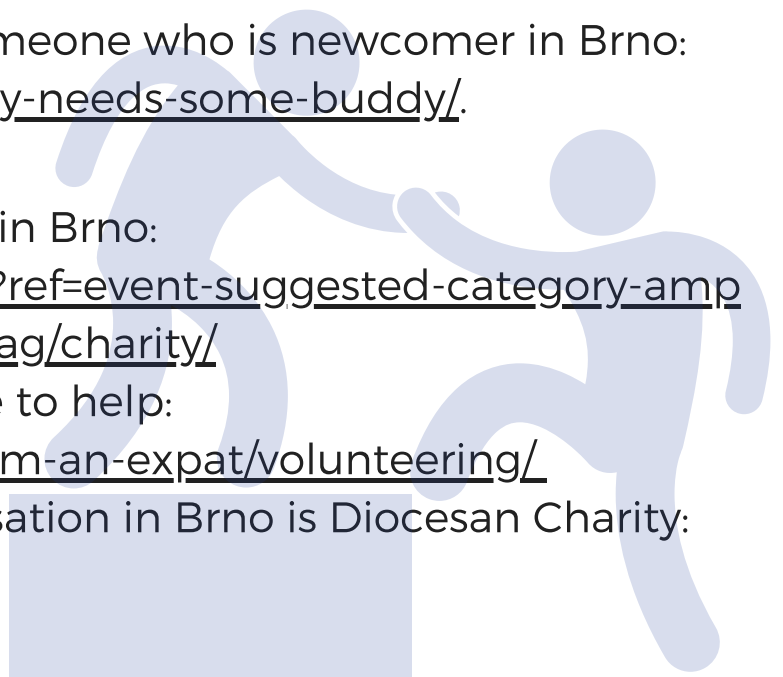 meone who is newcomer in Brno:
y-needs-some-buddy/.
in Brno:
?ref=event-suggested-category-amp
ag/charity/
e to help:
m-an-expat/volunteering/
sation in Brno is Diocesan Charity: